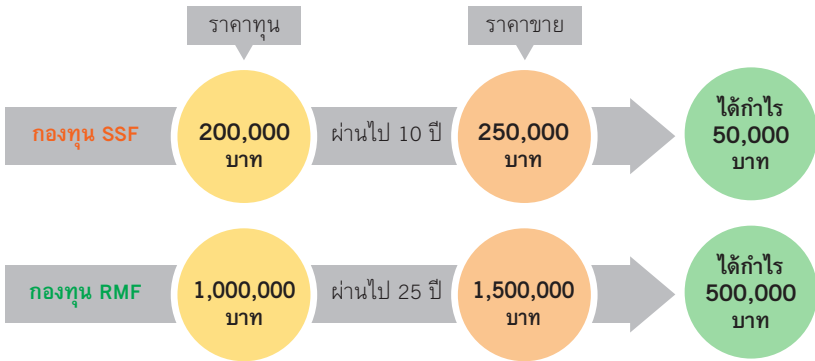 ราคาทุน
ราคาขาย
กองทุน SSF
200,000
บาท
ผ่านไป 10 ปี
250,000
บาท
ได้กำไร
50,000
บาท
กองทุน RMF
1,000,000
บาท
ผ่านไป 25 ปี
1,500,000
บาท
ได้กำไร
500,000
บาท